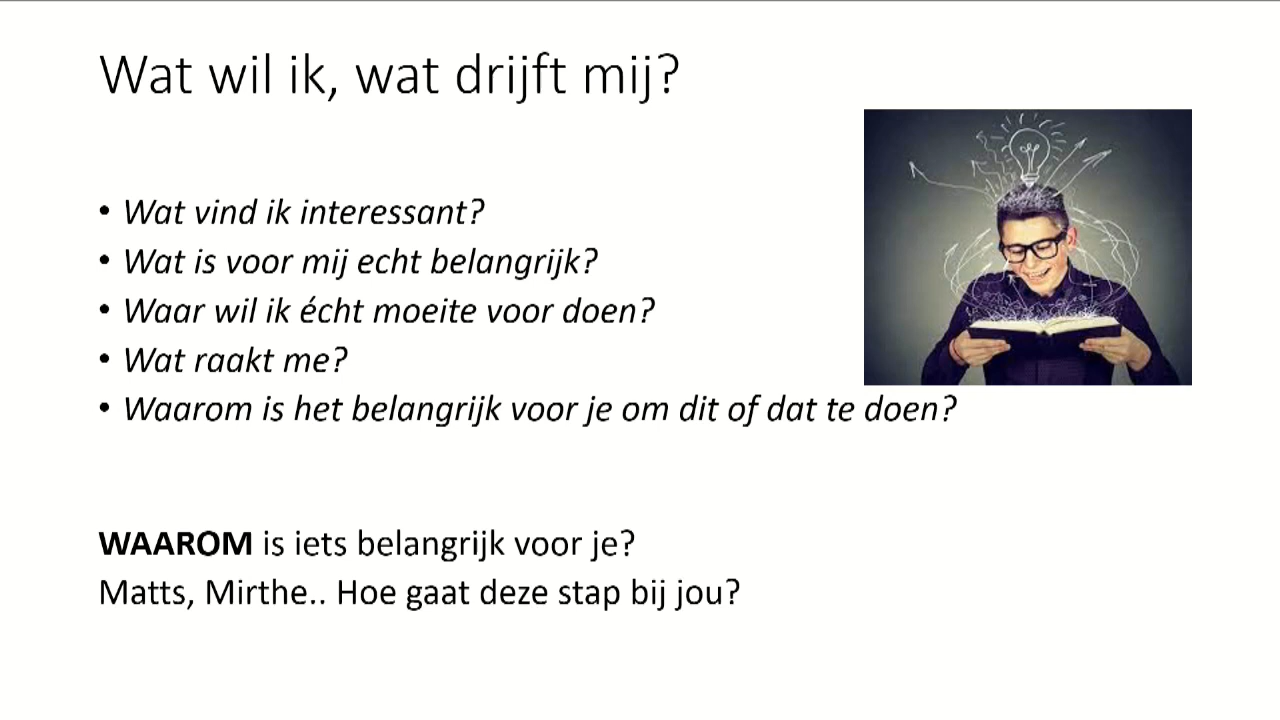 Wat wil ik, wat drijft mij?
• Wat vind ik interessant?
• Wat is voor mij echt belangrijk?
• Waar wil ik écht moeite voor doen?
• Wat raakt me?
• Waarom is het belangrijk voor je om dit of dat te doen?
WAAROM is iets belangrijk voor je?
Matts, Mirthe.. Hoe gaat deze stap bij jou?